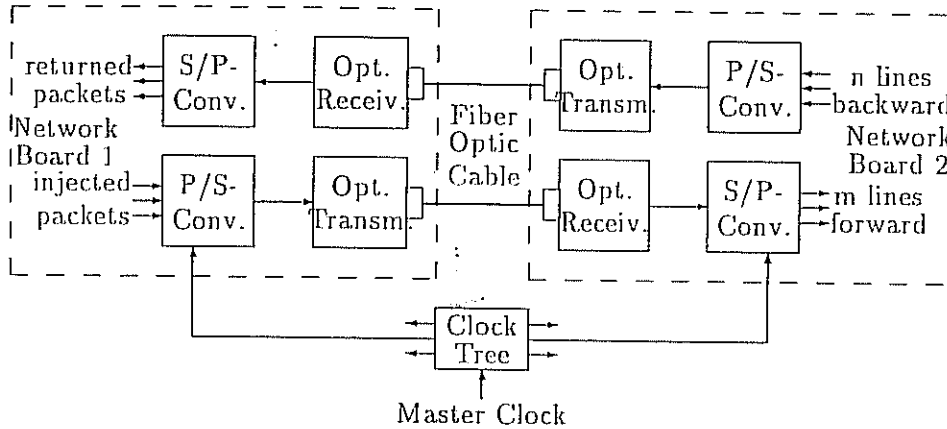 returned
packets
S/P-
Conv.
Opt.
Receiv.
Opt.
Transm.
P/S-
Conv.
n lines
backward
Network
Board 1
Fiber
Optic
Cable
Network
Board 2
injected
packets
P/S-
Conv.
Opt.
Transm.
Opt.
Receiv.
S/P-
Conv.
m lines
forward
Clock
Tree
Master Clock